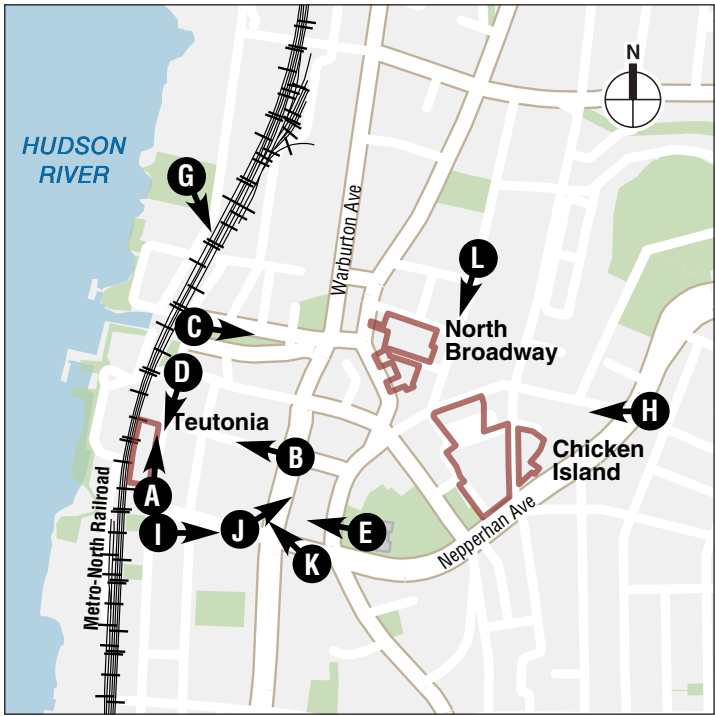 N
HUDSON
RIVER
G
Warburton Ave
L
C
North
Broadway
D
Teutonia
H
B
Chicken
Island
A
Metro-North Railroad
I
J
E
Nepperhan Ave
K